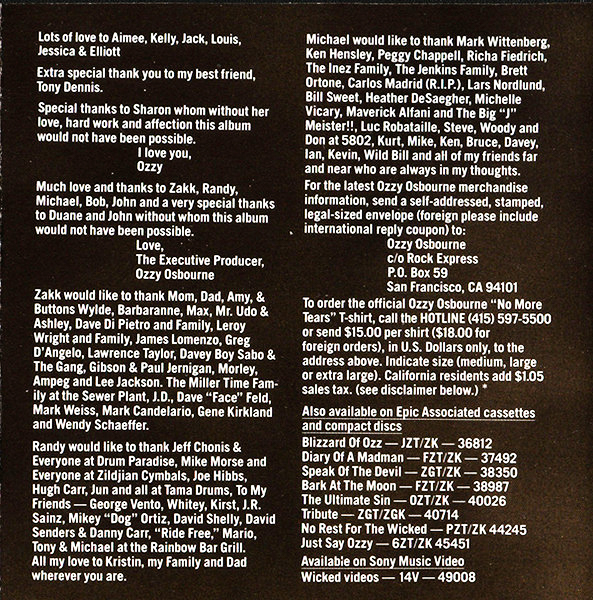 Lots of love to Aimee, Kelly, Jack, Louis,
Jessica & Elliott
Extra special thank you to my best friend,
Tony Dennis.
Special thanks to Sharon whom without her
love, hard work and affection this album
would not have been possible.
I love you,
Ozzy
Much love and thanks to Zakk, Randy,
Michael, Bob, John and a very special thanks
to Duane and John without whom this album
would not have been possible.
Love,
The Executive Producer,
Ozzy Osbourne
Zakk would like to thank Mom, Dad, Amy, &
Buttons Wylde, Barbaranne, Max, Mr. Udo &
Ashley, Dave Di Pietro and Family, Leroy
Wright and Family, James Lomenzo, Greg
D'Angelo, Lawrence Taylor, Davey Boy Sabo &
The Gang, Gibson & Paul Jernigan, Morley,
Ampeg and Lee Jackson. The Miller Time Fam-
ily at the Sewer Plant, J.D., Dave "Face" Feld,
Mark Weiss, Mark Candelario, Gene Kirkland
and Wendy Schaeffer.
Randy would like to thank Jeff Chonis &
Everyone at Drum Paradise, Mike Morse and
Everyone at Zildjian Cymbals, Joe Hibbs,
Hugh Carr, Jun and all at Tama Drums, To My
Friends — George Vento, Whitey, Kirst, J.R.
Sainz, Mikey "Dog" Ortiz, David Shelly, David
Senders & Danny Carr, "Ride Free," Mario,
Tony & Michael at the Rainbow Bar Grill.
All my love to Kristin, my Family and Dad
wherever you are.
Michael would like to thank Mark Wittenberg,
Ken Hensley, Peggy Chappell, Richa Fiedrich,
The Inez Family, The Jenkins Family, Brett
Ortone, Carlos Madrid (R.I.P.), Lars Nordlund,
Bill Sweet, Heather DeSaegher, Michelle
Vicary, Maverick Alfani and The Big "J"
Meister!!, Luc Robataille, Steve, Woody and
Don at 5802, Kurt, Mike, Ken, Bruce, Davey,
Ian, Kevin, Wild Bill and all of my friends far
and near who are always in my thoughts.
For the latest Ozzy Osbourne merchandise
information, send a self-addressed, stamped,
legal-sized envelope (foreign please include
international reply coupon) to:
Ozzy Osbourne
c/o Rock Express
P.O. Box 59
San Francisco, CA 94101
To order the official Ozzy Osbourne "No More
Tears" T-shirt, call the HOTLINE (415) 597-5500
or send $15.00 per shirt ($18.00 for
foreign orders), in U.S. Dollars only, to the
address above. Indicate size (medium, large
or extra large). California residents add $1.05
sales tax. (see disclaimer below.) *
Also available on Epic Associated cassettes
and compact discs
Blizzard Of Ozz — JZT/ZK — 36812
Diary Of A Madman — FZT/ZK — 37492
Speak Of The Devil — ZGT/ZK — 38350
Bark At The Moon — FZT/ZK — 38987
The Ultimate Sin — OZT/ZK — 40026
Tribute — ZGT/ZGK — 40714
No Rest For The Wicked — PZT/ZK 44245
Just Say Ozzy — 6ZT/ZK 45451
Available on Sony Music Video
Wicked videos — 14V — 49008